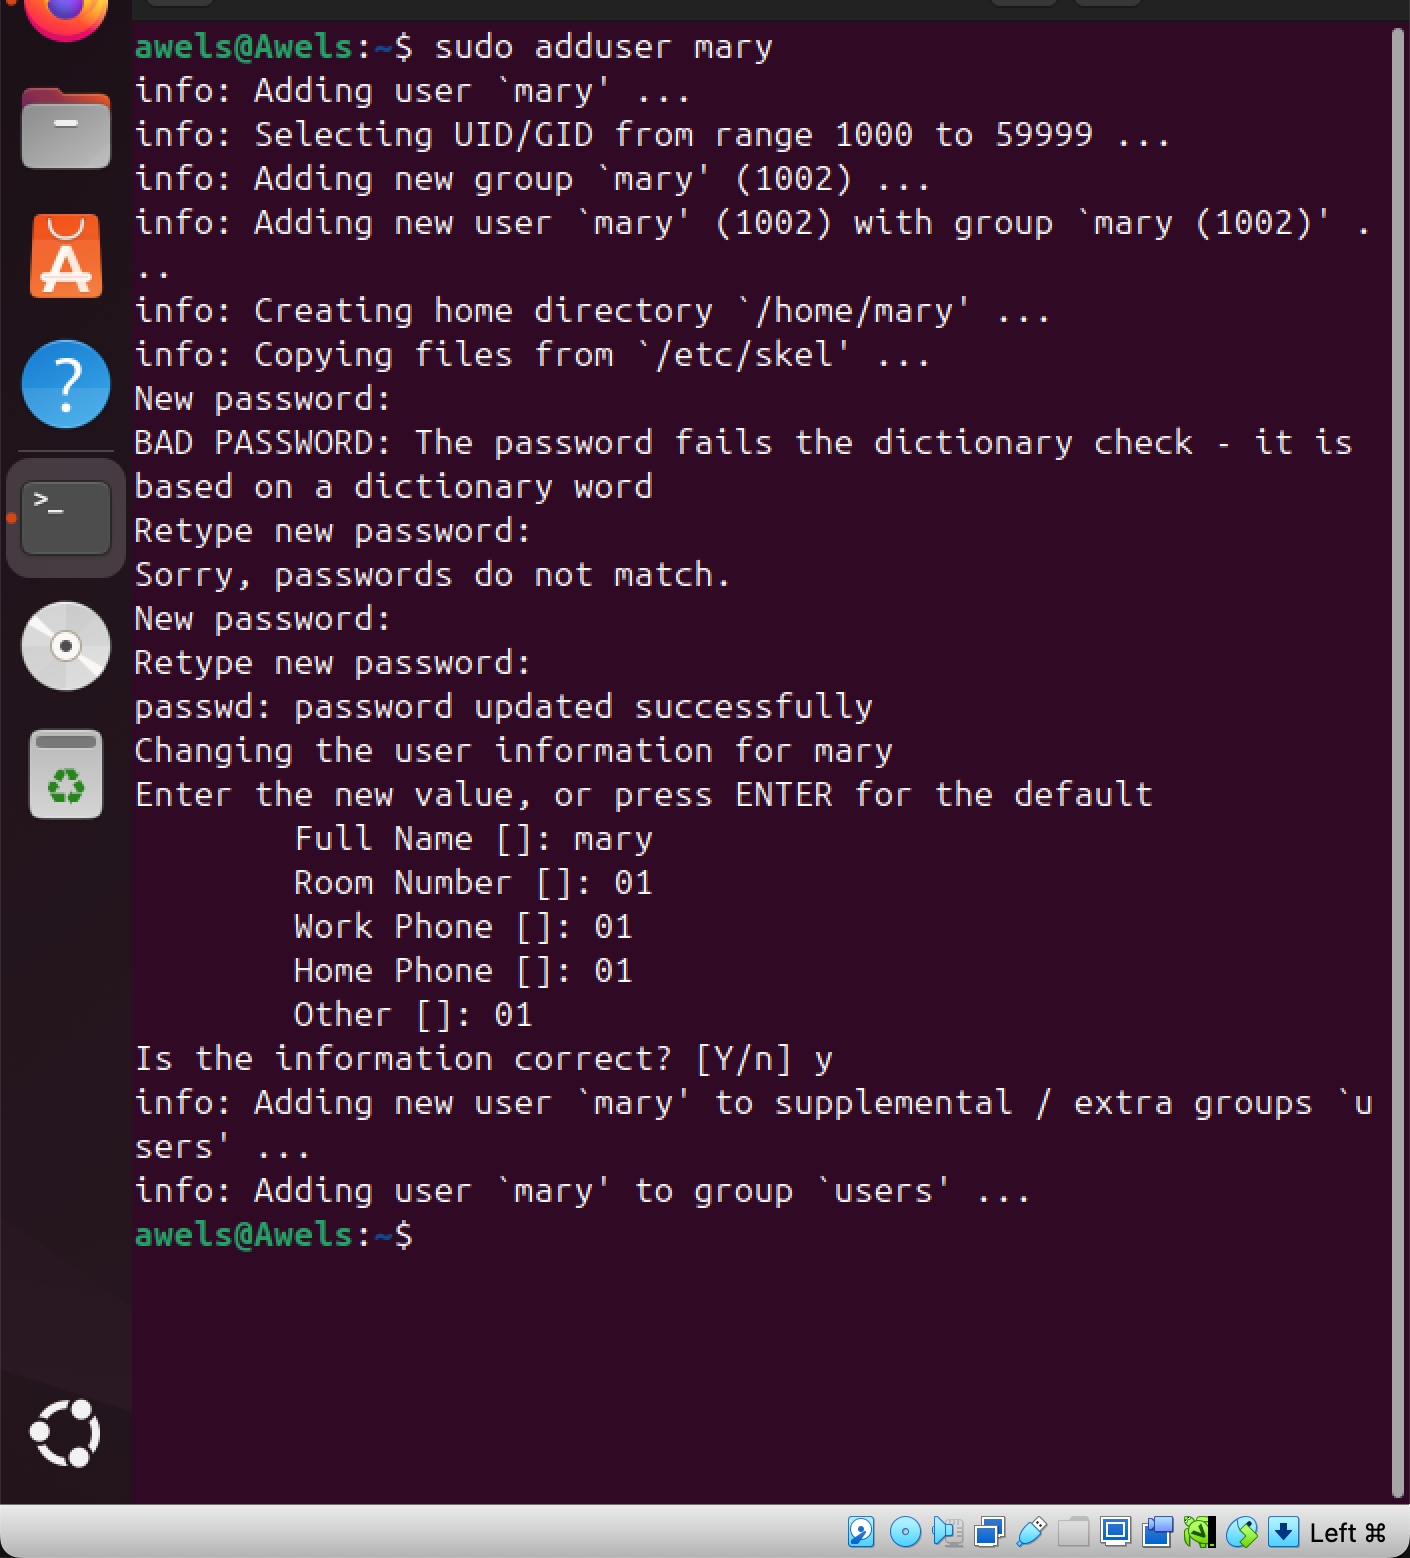 awels@Awels:~$ sudo adduser mary
info: Adding user `mary' ...
info: Selecting UID/GID from range 1000 to 59999 ...
info: Adding new group `mary' (1002) ...
info: Adding new user `mary' (1002) with group `mary (1002)' .
..
info: Creating home directory `/home/mary' ...
info: Copying files from `/etc/skel' ...
New password:
BAD PASSWORD: The password fails the dictionary check - it is
based on a dictionary word
Retype new password:
Sorry, passwords do not match.
New password:
Retype new password:
passwd: password updated successfully
Changing the user information for mary
Enter the new value, or press ENTER for the default
        Full Name []: mary
        Room Number []: 01
        Work Phone []: 01
        Home Phone []: 01
        Other []: 01
Is the information correct? [Y/n] y
info: Adding new user `mary' to supplemental / extra groups `u
sers' ...
info: Adding user `mary' to group `users' ...
awels@Awels:~$
Left ⌘